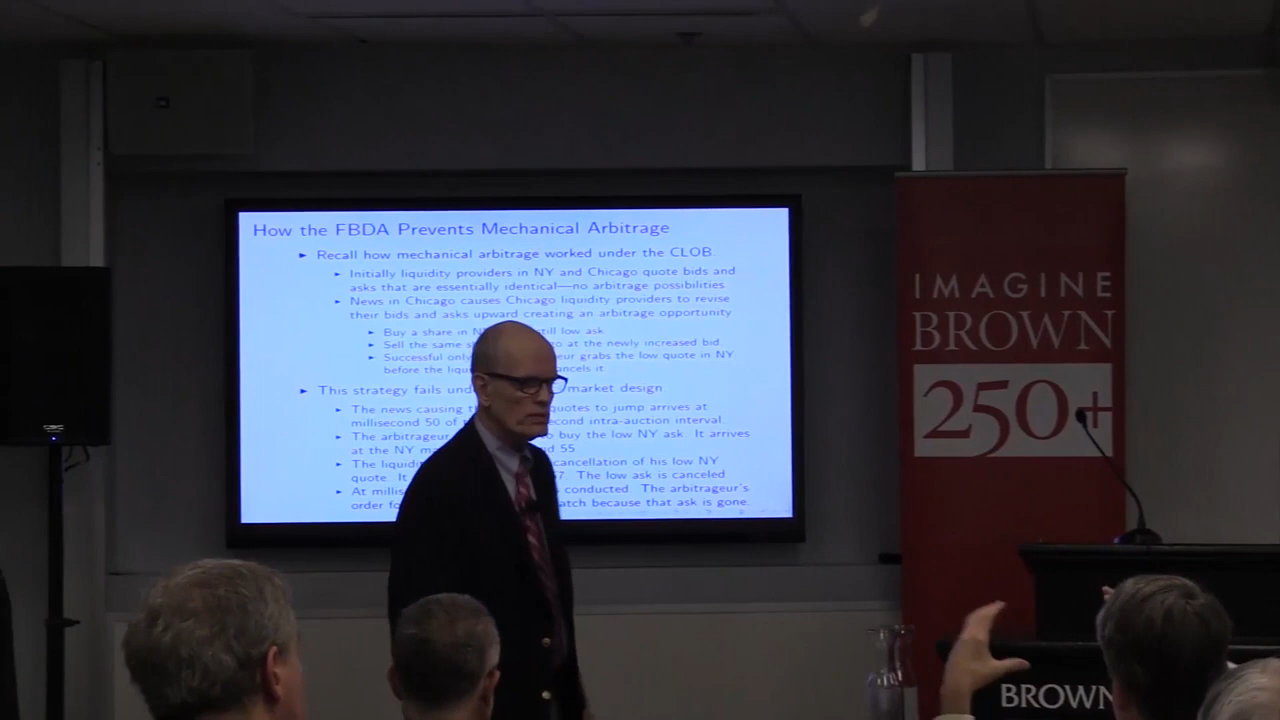 How the FBDA Prevents Mechanical Arbitrage
Recall how mechanical arbitrage worked under the CLOB.
Initially liquidity providers in NY and Chicago quote bids and
asks that are essentially identical—no arbitrage possibilities.
News in Chicago causes Chicago liquidity providers to revise
their bids and asks upward creating an arbitrage opportunity
Buy a share in still low ask
Sell the same at the newly increased bid
Successful only grabs the low quote in NY
before the cancels it
This strategy fails market design.
The news causing quotes to jump arrives at
millisecond 50 of intra-auction interval.
The arbitrageur to buy the low NY ask. It arrives
at the NY 55
The cancellation of his low NY
quote. It The low ask is canceled
At conducted. The arbitrageur's
order because that ask is gone.
IMAGINE
BROWN
250+
BROWN